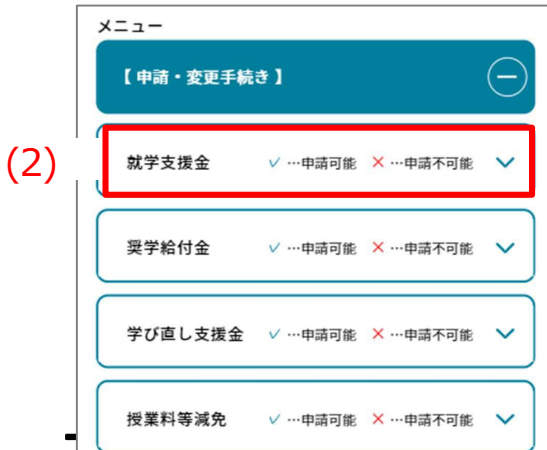 メニュー
【 申請・変更手続き 】
(2)
就学支援金 ✓ …申請可能 ✕ …申請不可能
奨学給付金 ✓ …申請可能 ✕ …申請不可能
学び直し支援金 ✓ …申請可能 ✕ …申請不可能
授業料等減免 ✓ …申請可能 ✕ …申請不可能